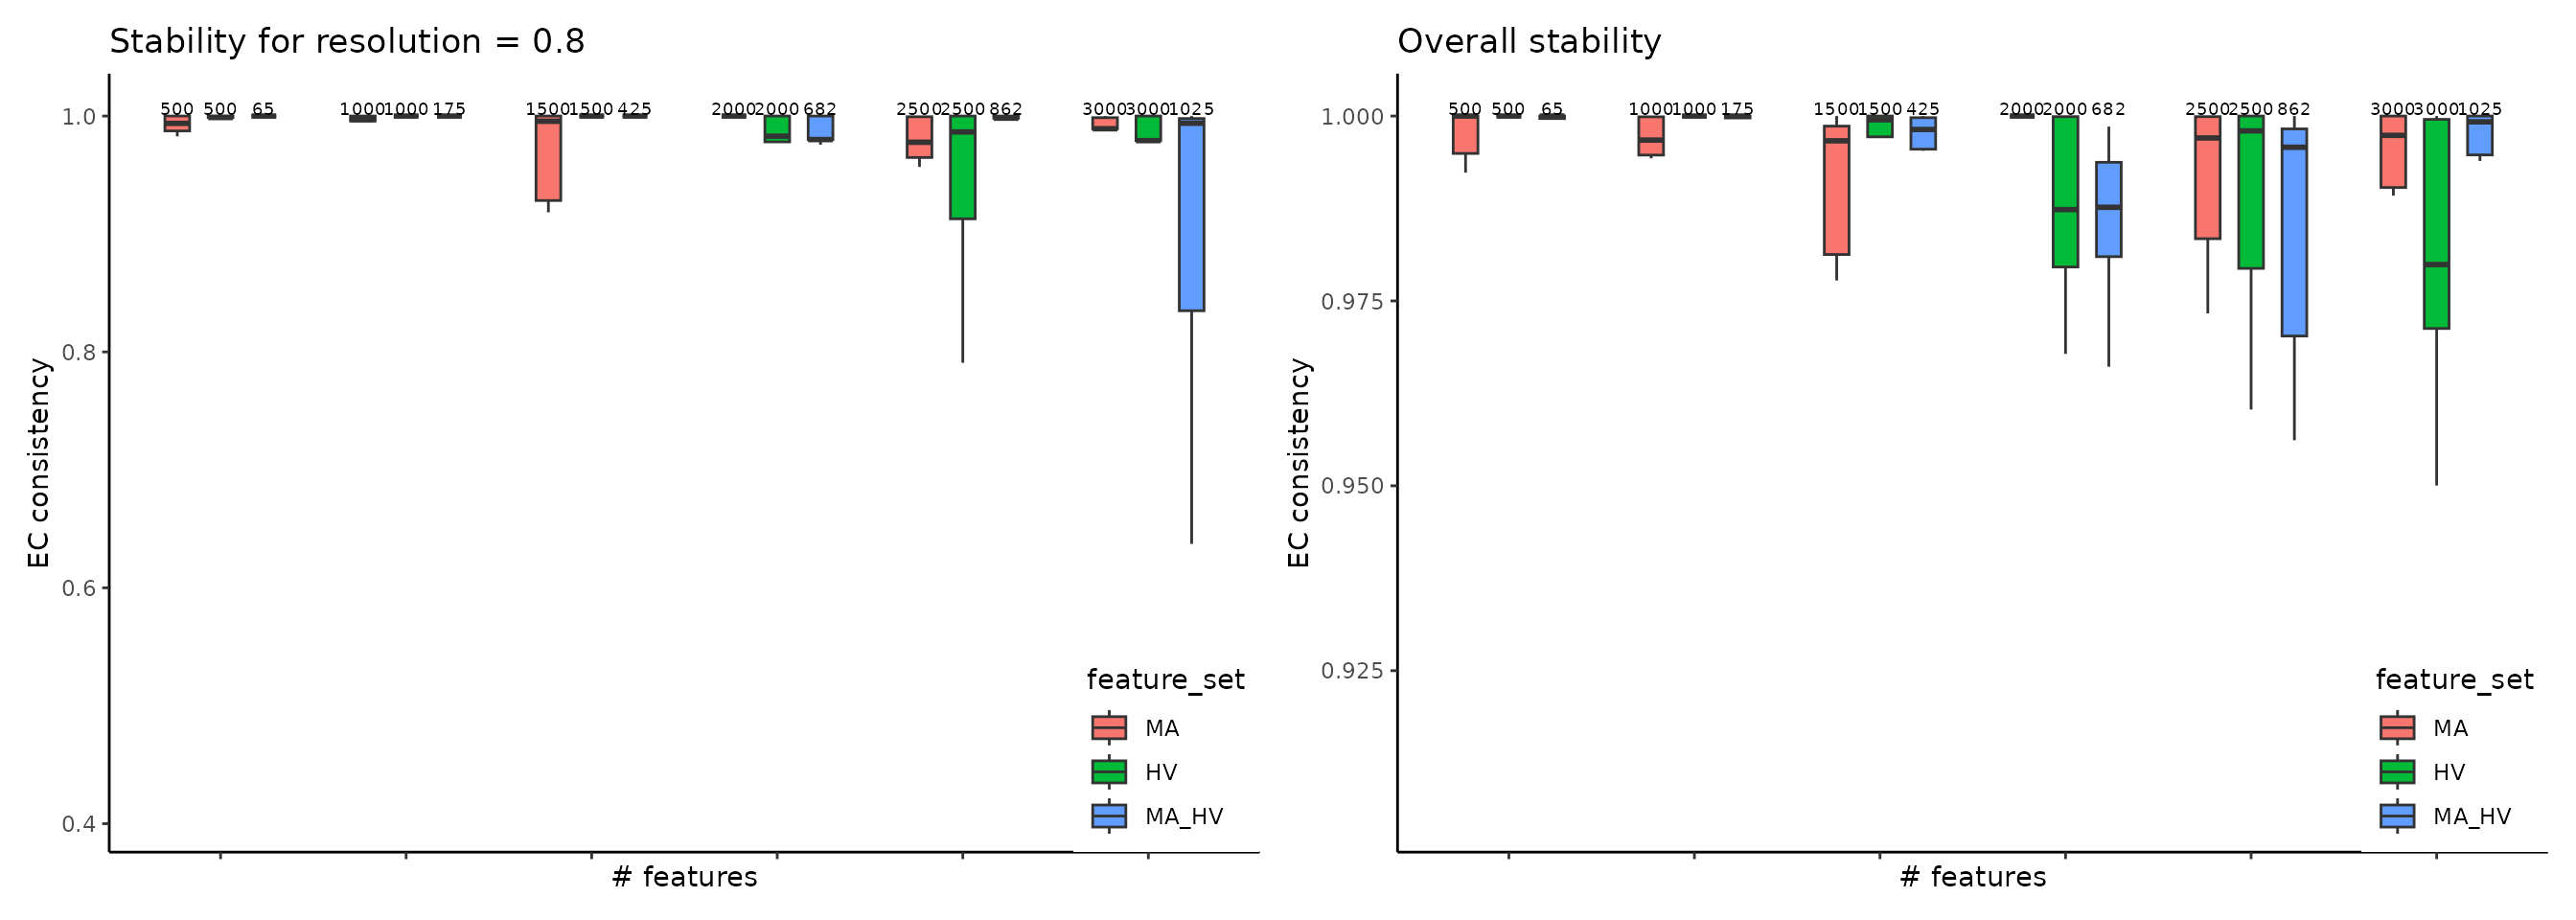 Stability for resolution = 0.8
EC consistency
1.0
0.8
0.6
0.4
500 500 65 1000 1000 175 1500 1500 425 2000 2000 682 2500 2500 862 3000 3000 1025
feature_set
MA
HV
MA_HV
# features
Overall stability
EC consistency
1.000
0.975
0.950
0.925
500 500 65 1000 1000 175 1500 1500 425 2000 2000 682 2500 2500 862 3000 3000 1025
feature_set
MA
HV
MA_HV
# features